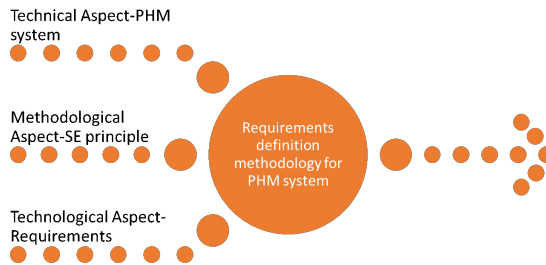 Technical Aspect-PHM
system
Methodological
Aspect-SE principle
Technological Aspect-
Requirements
Requirements
definition
methodology for
PHM system